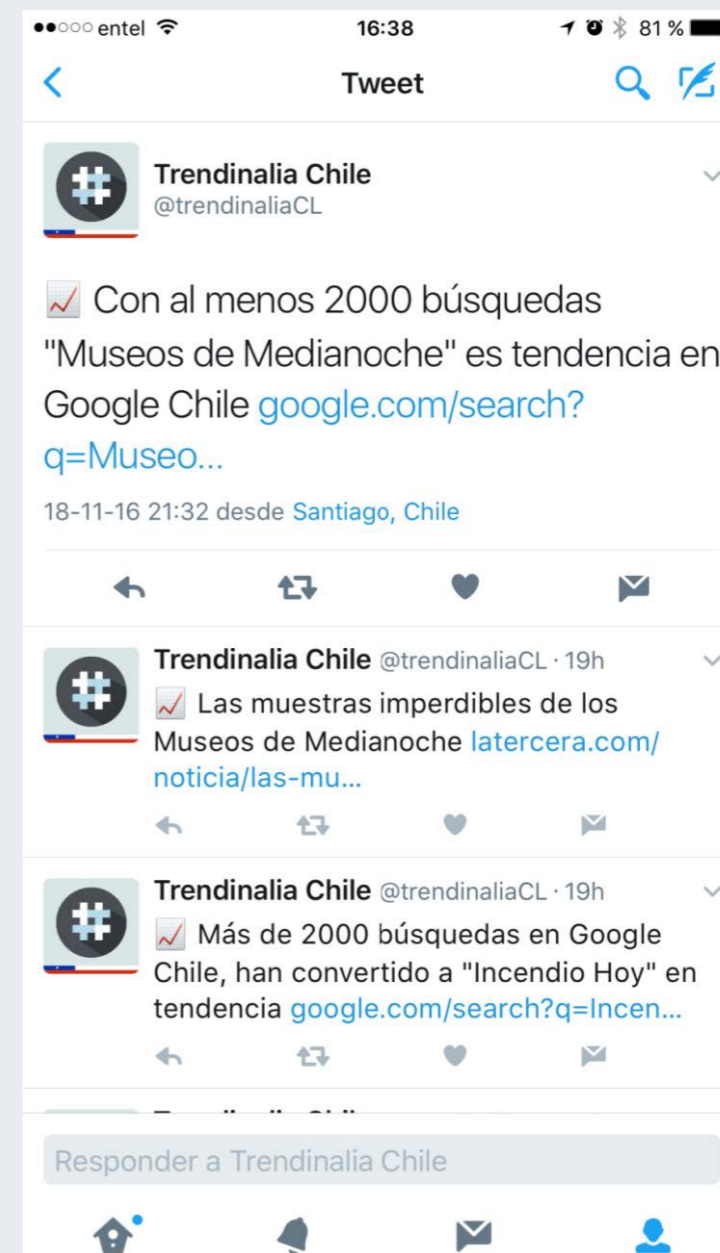 entel 16:38 81 %
Tweet
Trendinalia Chile
@trendinaliaCL
Con al menos 2000 búsquedas
"Museos de Medianoche" es tendencia en
Google Chile google.com/search?
q=Museo...
18-11-16 21:32 desde Santiago, Chile
Trendinalia Chile @trendinaliaCL · 19h
Las muestras imperdibles de los
Museos de Medianoche latercera.com/
noticia/las-mu...
Trendinalia Chile @trendinaliaCL · 19h
Más de 2000 búsquedas en Google
Chile, han convertido a "Incendio Hoy" en
tendencia google.com/search?q=Incen...
Responder a Trendinalia Chile